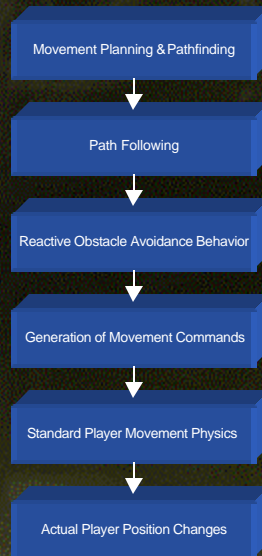 Movement Planning & Pathfinding
Path Following
Reactive Obstacle Avoidance Behavior
Generation of Movement Commands
Standard Player Movement Physics
Actual Player Position Changes